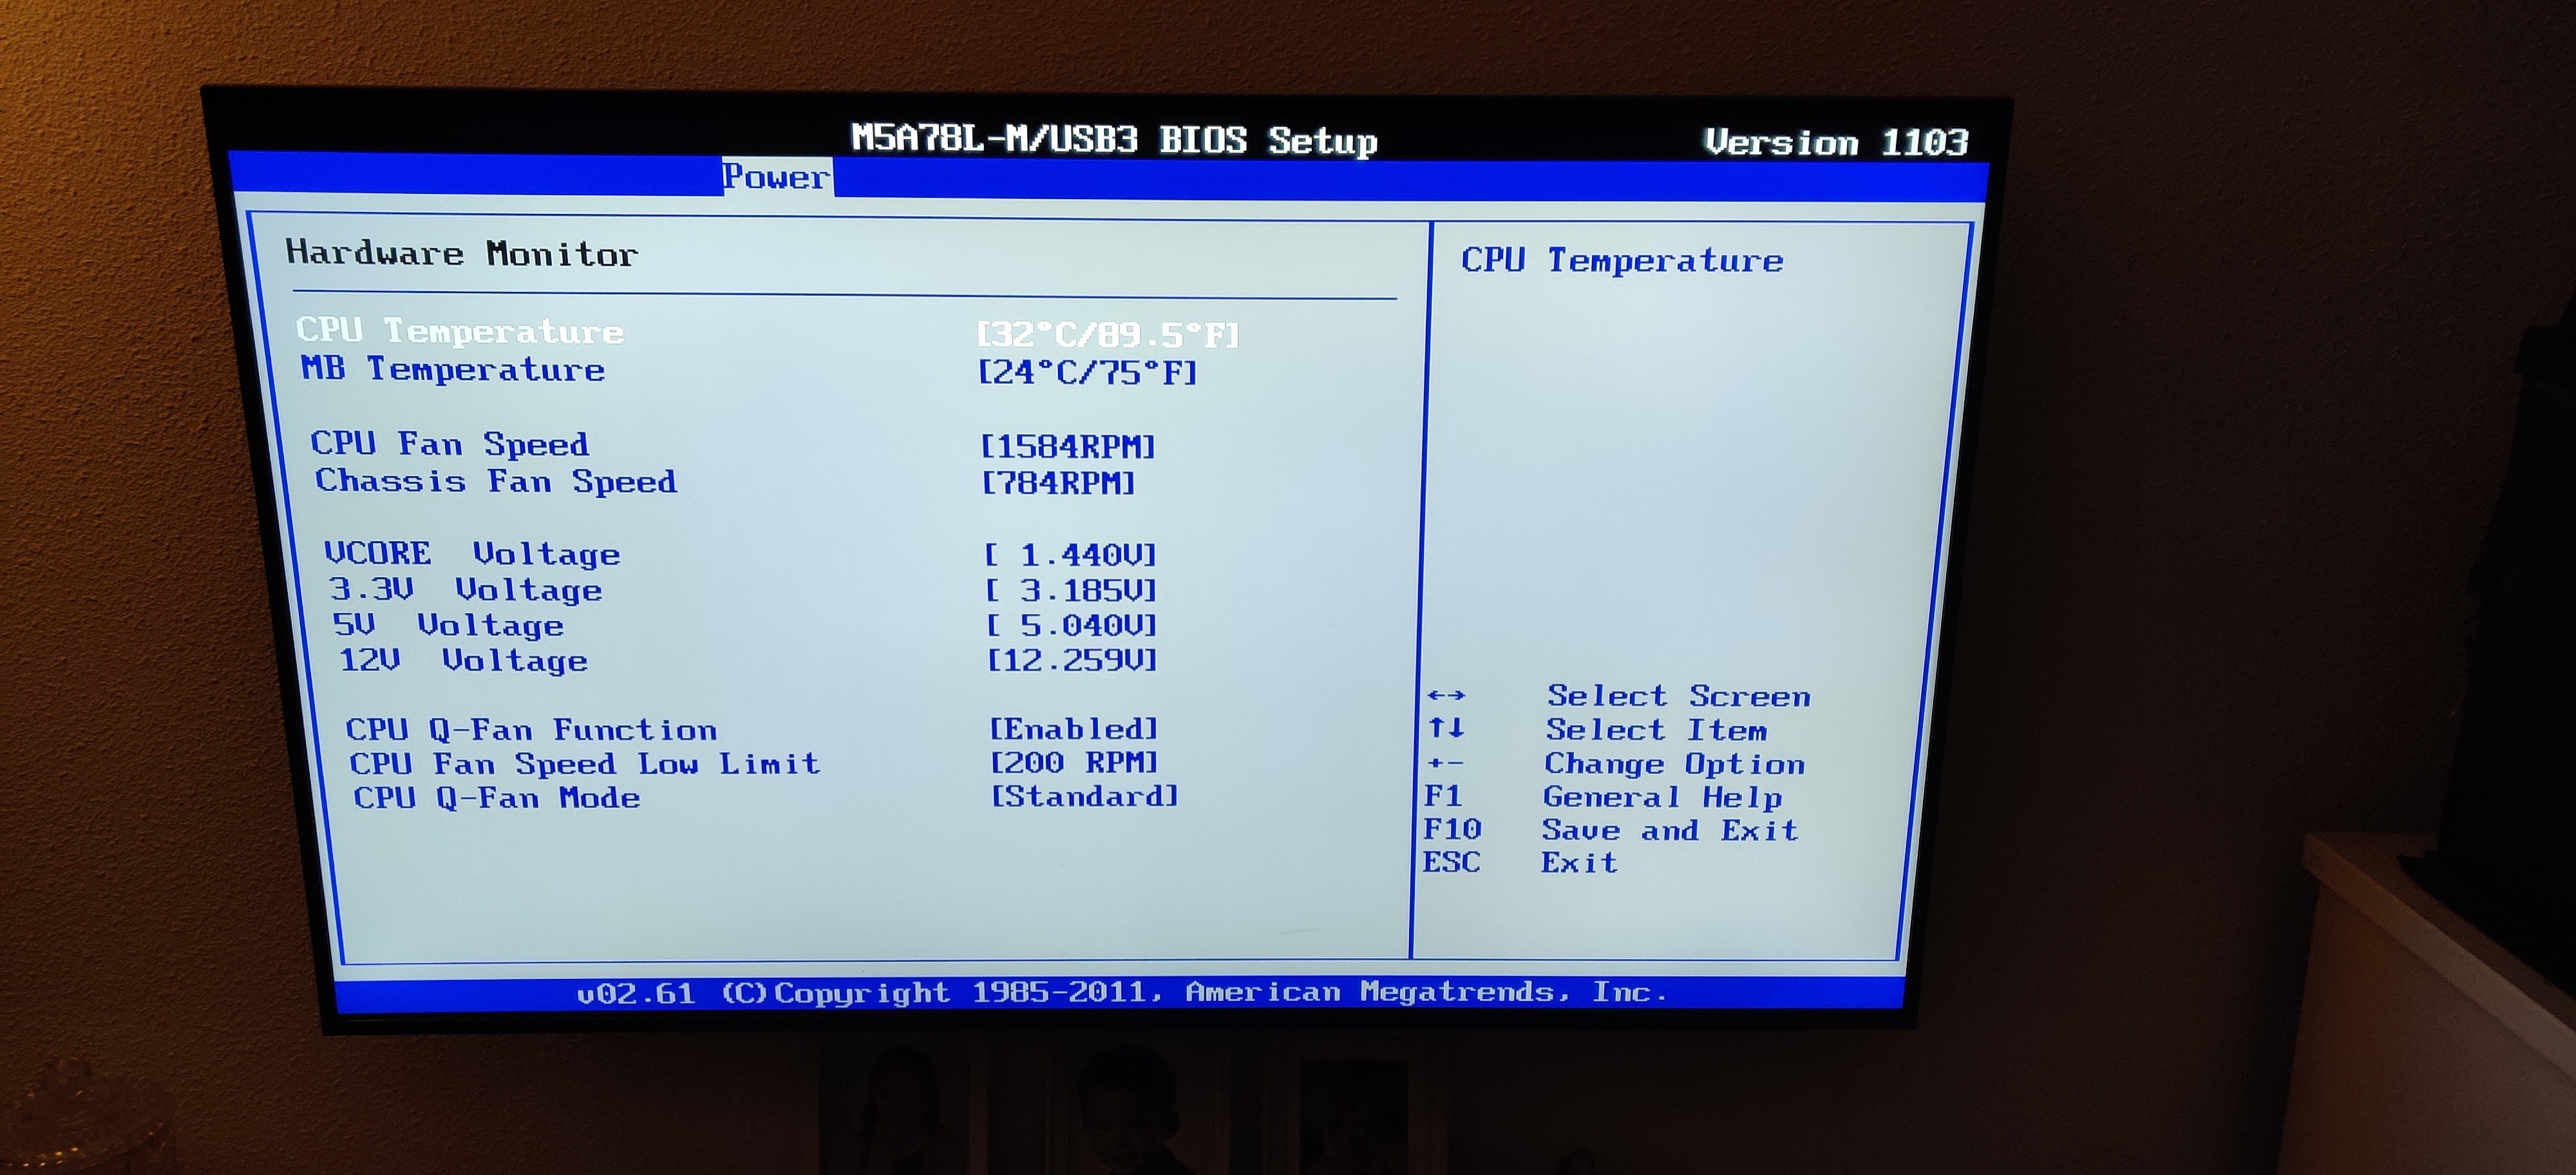 M5A78L-M/USB3 BIOS Setup Version 1103
Power
Hardware Monitor
CPU Temperature [32°C/89.5°F]
MB Temperature [24°C/75°F]
CPU Fan Speed [1584RPM]
Chassis Fan Speed [784RPM]
VCORE Voltage [ 1.440V]
3.3V Voltage [ 3.185V]
5V Voltage [ 5.040V]
12V Voltage [12.259V]
CPU Q-Fan Function [Enabled]
CPU Fan Speed Low Limit [200 RPM]
CPU Q-Fan Mode [Standard]
CPU Temperature
←→ Select Screen
↑↓ Select Item
+- Change Option
F1 General Help
F10 Save and Exit
ESC Exit
v02.61 (C)Copyright 1985-2011, American Megatrends, Inc.